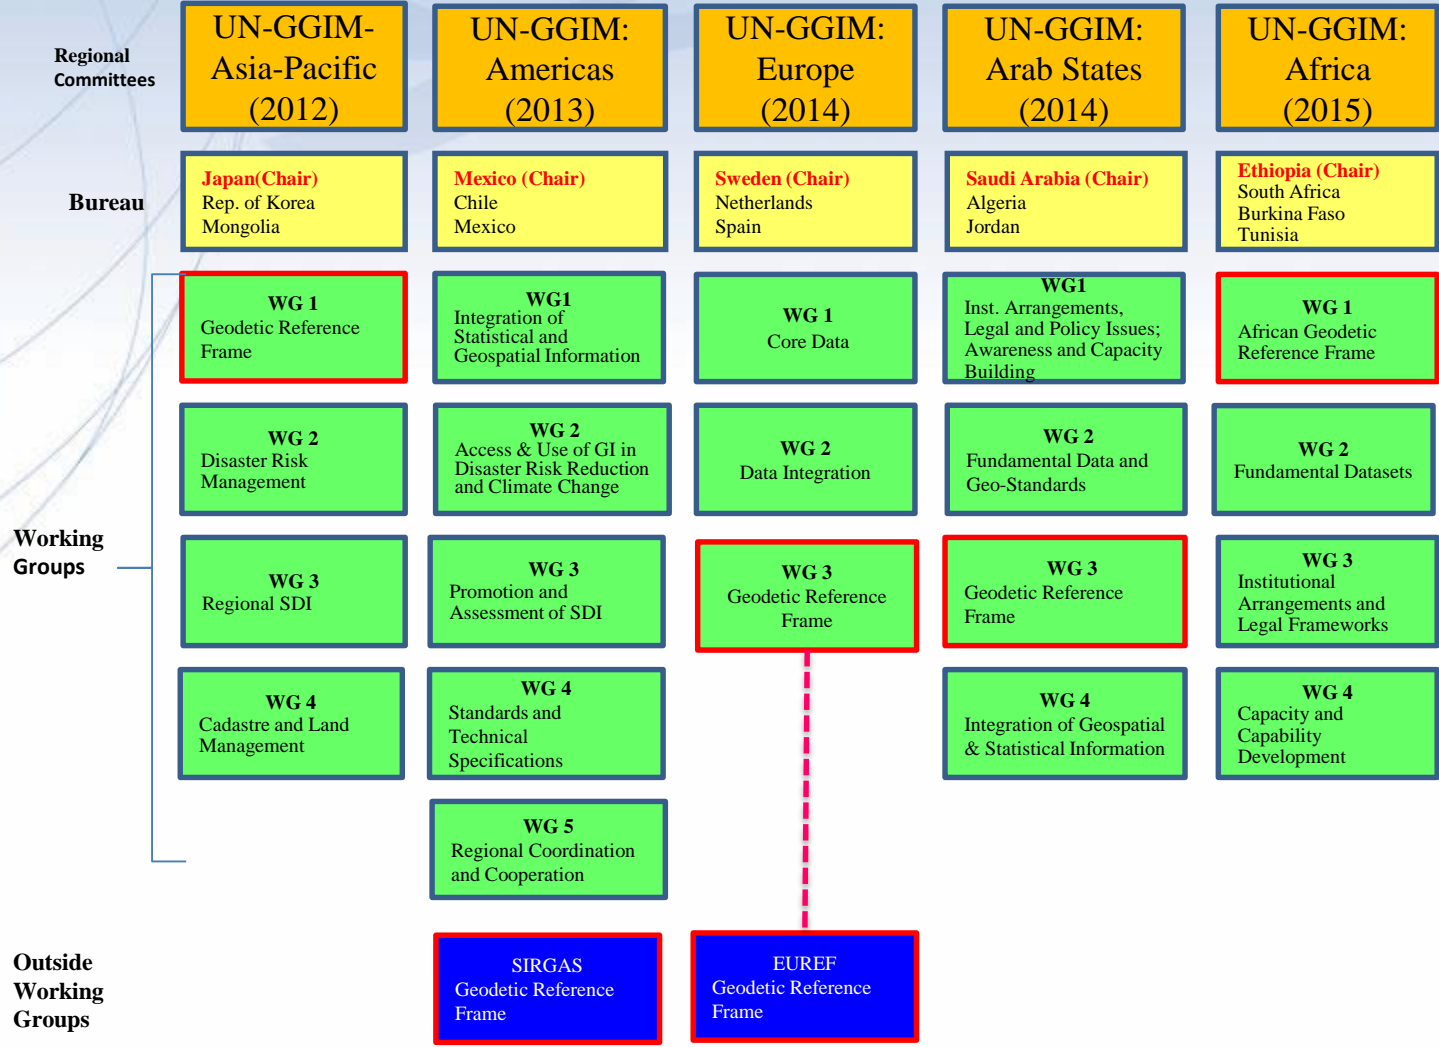 Regional
Committees
UN-GGIM-
Asia-Pacific
(2012)
UN-GGIM:
Americas
(2013)
UN-GGIM:
Europe
(2014)
UN-GGIM:
Arab States
(2014)
UN-GGIM:
Africa
(2015)
Bureau
Japan(Chair)
Rep. of Korea
Mongolia
Mexico (Chair)
Chile
Mexico
Sweden (Chair)
Netherlands
Spain
Saudi Arabia (Chair)
Algeria
Jordan
Ethiopia (Chair)
South Africa
Burkina Faso
Tunisia
Working
Groups
WG 1
Geodetic Reference
Frame
WG1
Integration of
Statistical and
Geospatial Information
WG 1
Core Data
WG1
Inst. Arrangements,
Legal and Policy Issues;
Awareness and Capacity
Building
WG 1
African Geodetic
Reference Frame
WG 2
Disaster Risk
Management
WG 2
Access & Use of GI in
Disaster Risk Reduction
and Climate Change
WG 2
Data Integration
WG 2
Fundamental Data and
Geo-Standards
WG 2
Fundamental Datasets
WG 3
Regional SDI
WG 3
Promotion and
Assessment of SDI
WG 3
Geodetic Reference
Frame
WG 3
Geodetic Reference
Frame
WG 3
Institutional
Arrangements and
Legal Frameworks
WG 4
Cadastre and Land
Management
WG 4
Standards and
Technical
Specifications
WG 4
Integration of Geospatial
& Statistical Information
WG 4
Capacity and
Capability
Development
WG 5
Regional Coordination
and Cooperation
Outside
Working
Groups
SIRGAS
Geodetic Reference
Frame
EUREF
Geodetic Reference
Frame